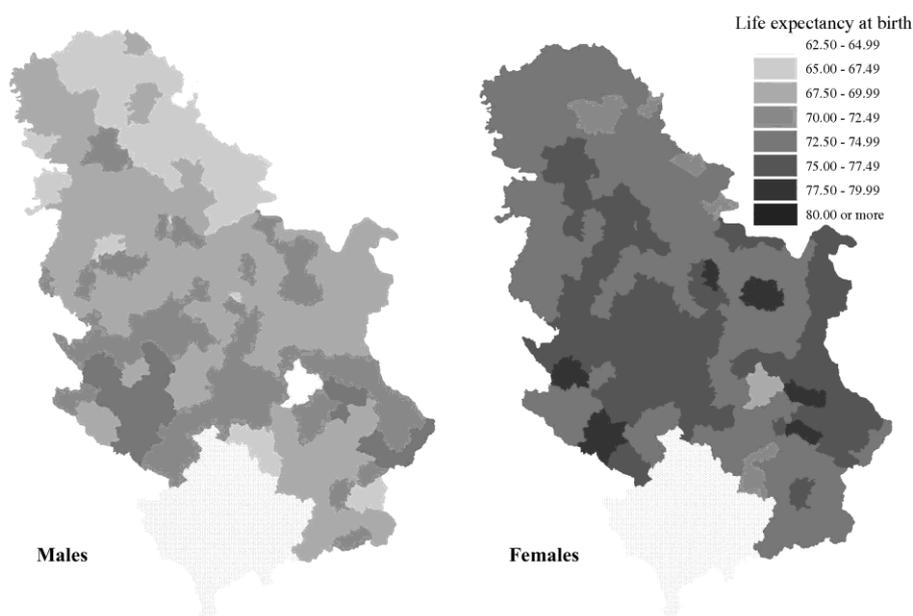 Life expectancy at birth
62.50 - 64.99
65.00 - 67.49
67.50 - 69.99
70.00 - 72.49
72.50 - 74.99
75.00 - 77.49
77.50 - 79.99
80.00 or more
Males
Females